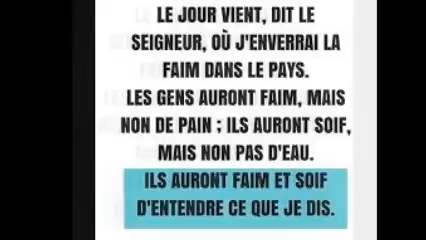 LE JOUR VIENT, DIT LE
SEIGNEUR, OÙ J'ENVERRAI LA
FAIM DANS LE PAYS.
LES GENS AURONT FAIM, MAIS
NON DE PAIN ; ILS AURONT SOIF,
MAIS NON PAS D'EAU.
ILS AURONT FAIM ET SOIF
D'ENTENDRE CE QUE JE DIS.